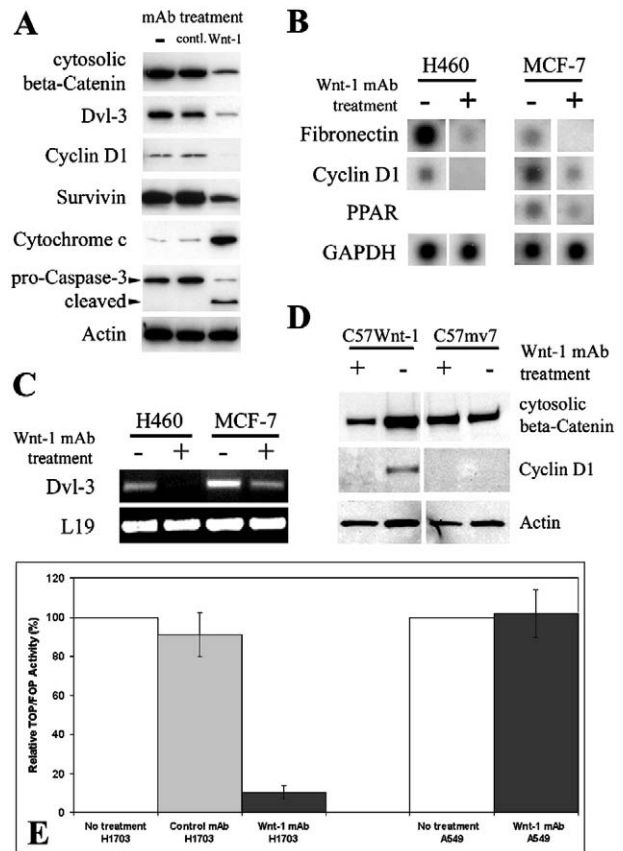 A
mAb treatment
– contl. Wnt-1
cytosolic
beta-Catenin
Dvl-3
Cyclin D1
Survivin
Cytochrome c
pro-Caspase-3
cleaved
Actin
B
H460 MCF-7
Wnt-1 mAb
treatment
- + - +
Fibronectin
Cyclin D1
PPAR
GAPDH
C
H460 MCF-7
Wnt-1 mAb
treatment
- + - +
Dvl-3
L19
D
C57Wnt-1 C57mv7
+ - + -
Wnt-1 mAb
treatment
cytosolic
beta-Catenin
Cyclin D1
Actin
E
Relative TOP/FOP Activity (%)
120
100
80
60
40
20
0
No treatment
H1703
Control mAb
H1703
Wnt-1 mAb
H1703
No treatment
A549
Wnt-1 mAb
A549